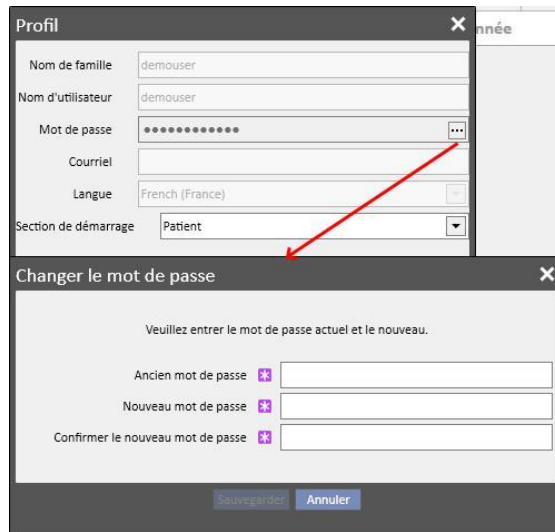 Profil
nnée
Nom de famille demouser
Nom d'utilisateur demouser
Mot de passe ●●●●●●●●●●●● ...
Courriel
Langue French (France)
Section de démarrage Patient
Changer le mot de passe
Veuillez entrer le mot de passe actuel et le nouveau.
Ancien mot de passe
Nouveau mot de passe
Confirmer le nouveau mot de passe
Sauvegarder Annuler